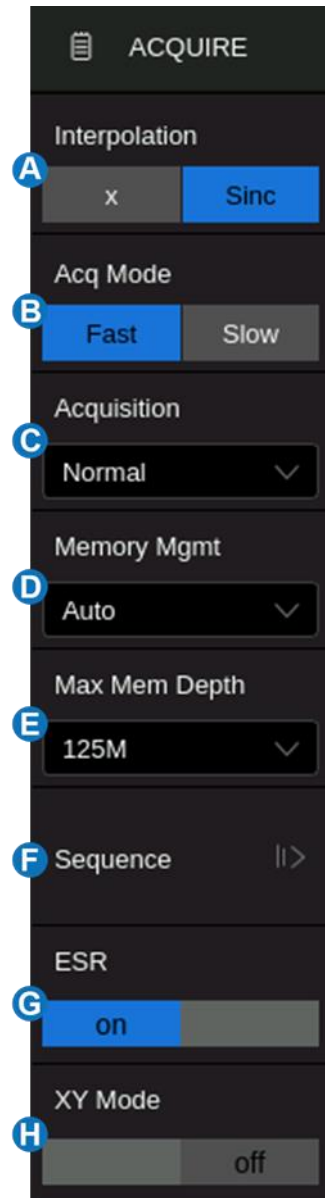 ACQUIRE
Interpolation
A
x Sinc
Acq Mode
B
Fast Slow
Acquisition
C
Normal
Memory Mgmt
D
Auto
Max Mem Depth
E
125M
F Sequence
ESR
G
on
XY Mode
H
off